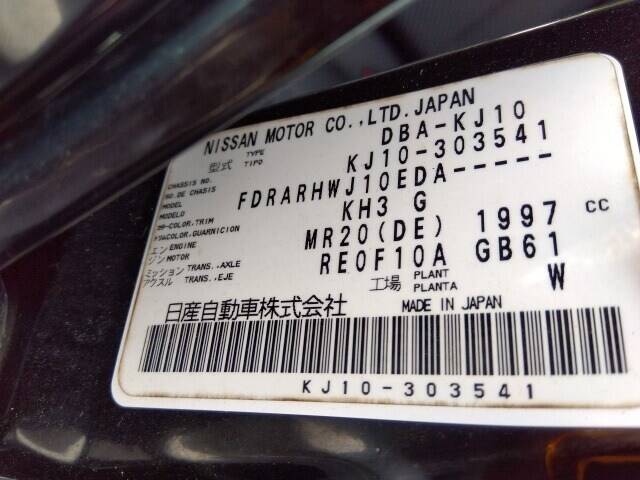 NISSAN MOTOR CO.,LTD.JAPAN
型式 TYPE TIPO DBA-KJ10
CHASSIS NO. NO. DE CHASIS KJ10-303541
MODEL MODELO FDRARHWJ10EDA-----
COLOR,TRIM COLOR,GUARNICION KH3 G
エンジン ENGINE MOTOR MR20(DE) 1997 CC
ミッション アクスル TRANS.,AXLE TRANS.,EJE RE0F10A GB61
工場 PLANT PLANTA W
日産自動車株式会社 MADE IN JAPAN
KJ10-303541